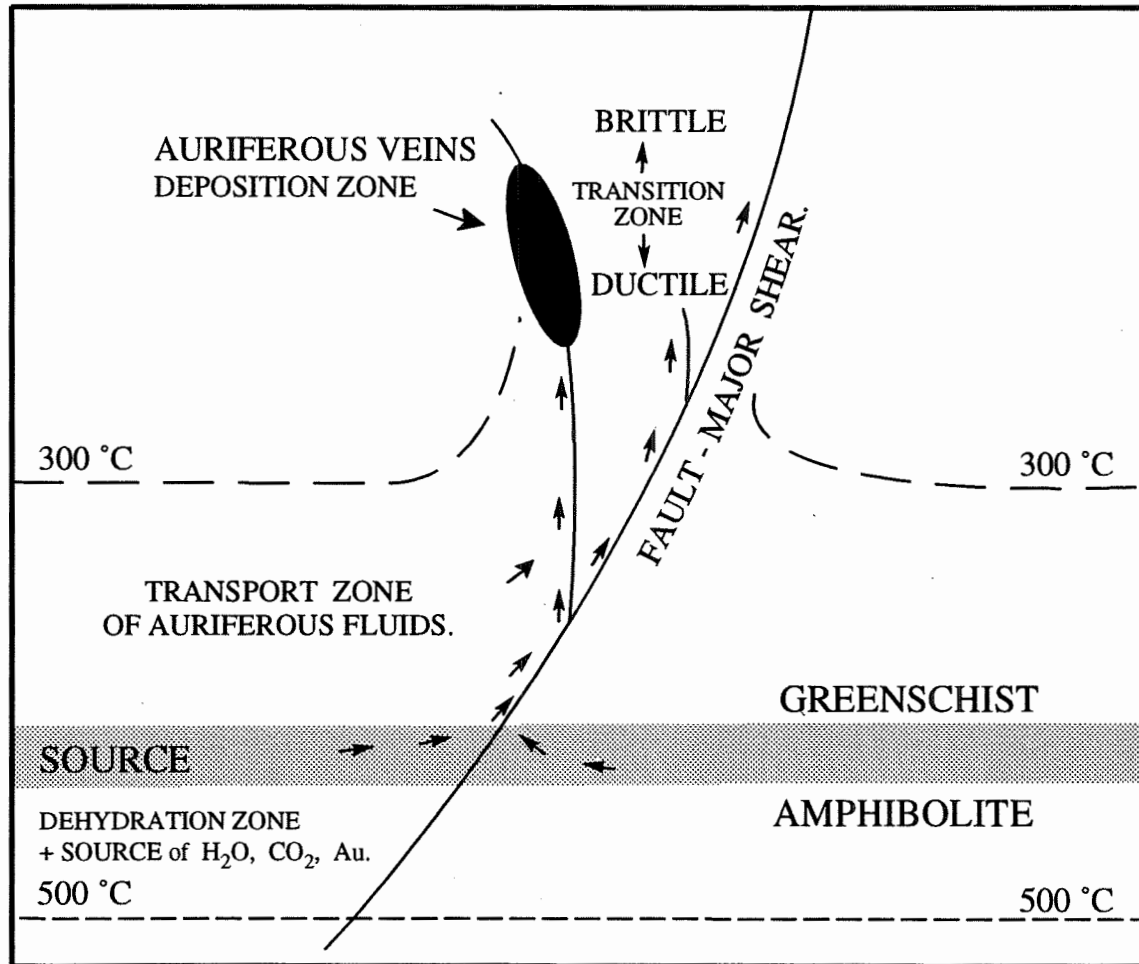 BRITTLE
AURIFEROUS VEINS
DEPOSITION ZONE
TRANSITION
ZONE
DUCTILE
FAULT - MAJOR SHEAR.
300 °C
300 °C
TRANSPORT ZONE
OF AURIFEROUS FLUIDS.
GREENSCHIST
SOURCE
AMPHIBOLITE
DEHYDRATION ZONE
+ SOURCE of H₂O, CO₂, Au.
500 °C
500 °C